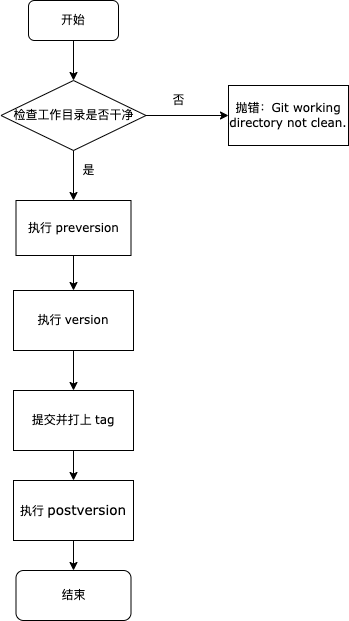 开始
检查工作目录是否干净
否
抛错：Git working
directory not clean.
是
执行 preversion
执行 version
提交并打上 tag
执行 postversion
结束